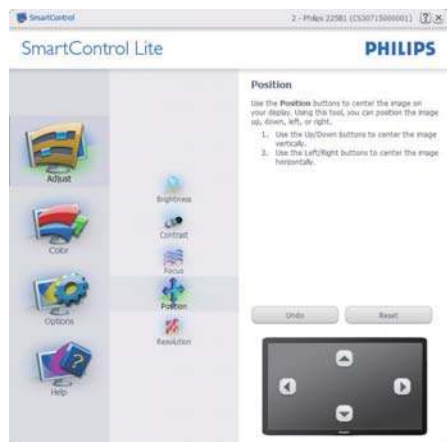 SmartControl
2 - Philips 225B1 (CS30715000001)
SmartControl Lite
PHILIPS
Adjust
Color
Options
Help
Brightness
Contrast
Focus
Position
Resolution
Position
Use the Position buttons to center the image on
your display. Using this tool, you can position the image
up, down, left, or right.
1. Use the Up/Down buttons to center the image
vertically.
2. Use the Left/Right buttons to center the image
horizontally.
Undo
Reset